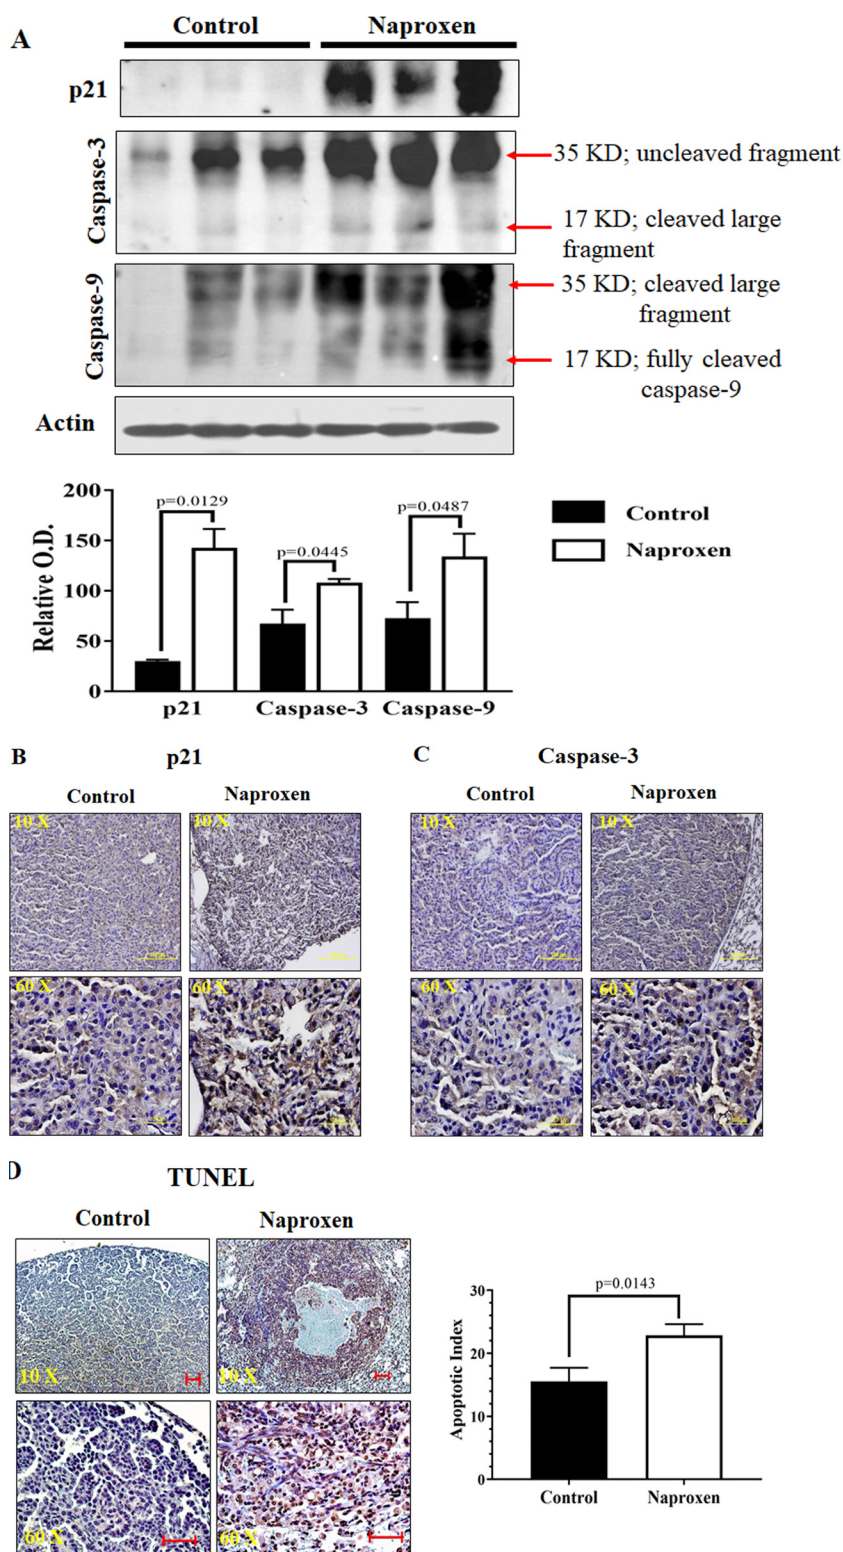 Control Naproxen
A
p21
Caspase-3
35 KD; uncleaved fragment
17 KD; cleaved large
fragment
Caspase-9
35 KD; cleaved large
fragment
17 KD; fully cleaved
caspase-9
Actin
Relative O.D.
200
150
100
50
0
p=0.0129
p=0.0445
p=0.0487
p21 Caspase-3 Caspase-9
Control
Naproxen
B p21
Control Naproxen
10 X 10 X
60 X 60 X
C Caspase-3
Control Naproxen
10 X 10 X
60 X 60 X
D TUNEL
Control Naproxen
10 X 10 X
60 X 60 X
Apoptotic Index
30
20
10
0
p=0.0143
Control Naproxen